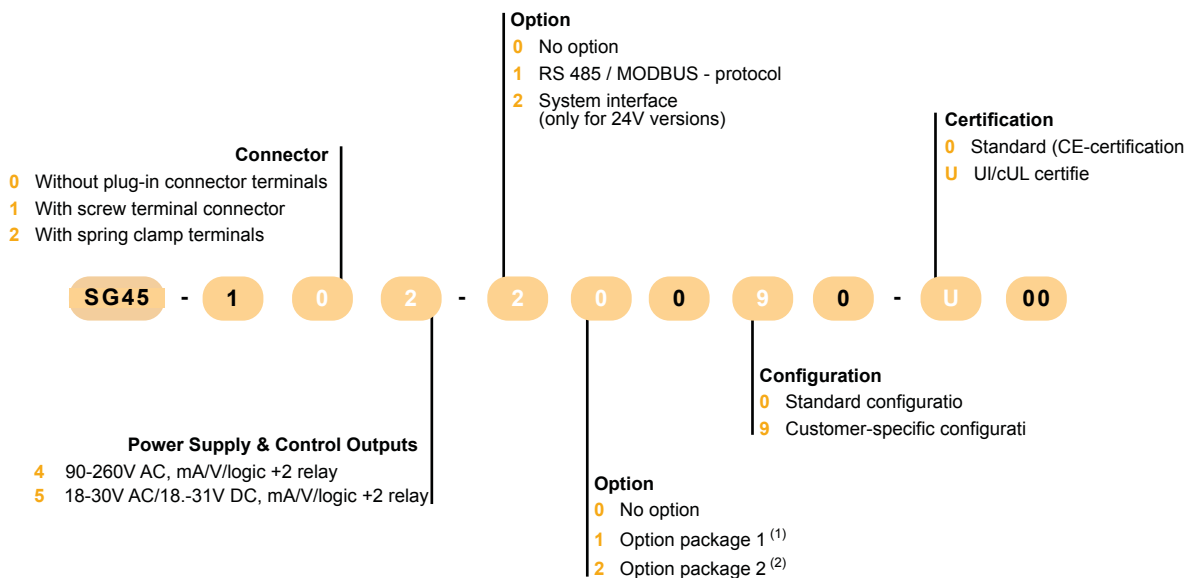 Option
0 No option
1 RS 485 / MODBUS - protocol
2 System interface
(only for 24V versions)
Certification
0 Standard (CE-certification
U Ul/cUL certifie
Connector
0 Without plug-in connector terminals
1 With screw terminal connector
2 With spring clamp terminals
SG45 - 1 0 2 - 2 0 0 9 0 - U 00
Configuration
0 Standard configuratio
9 Customer-specific configurati
Power Supply & Control Outputs
4 90-260V AC, mA/V/logic +2 relay
5 18-30V AC/18.-31V DC, mA/V/logic +2 relay
Option
0 No option
1 Option package 1 (1)
2 Option package 2 (2)